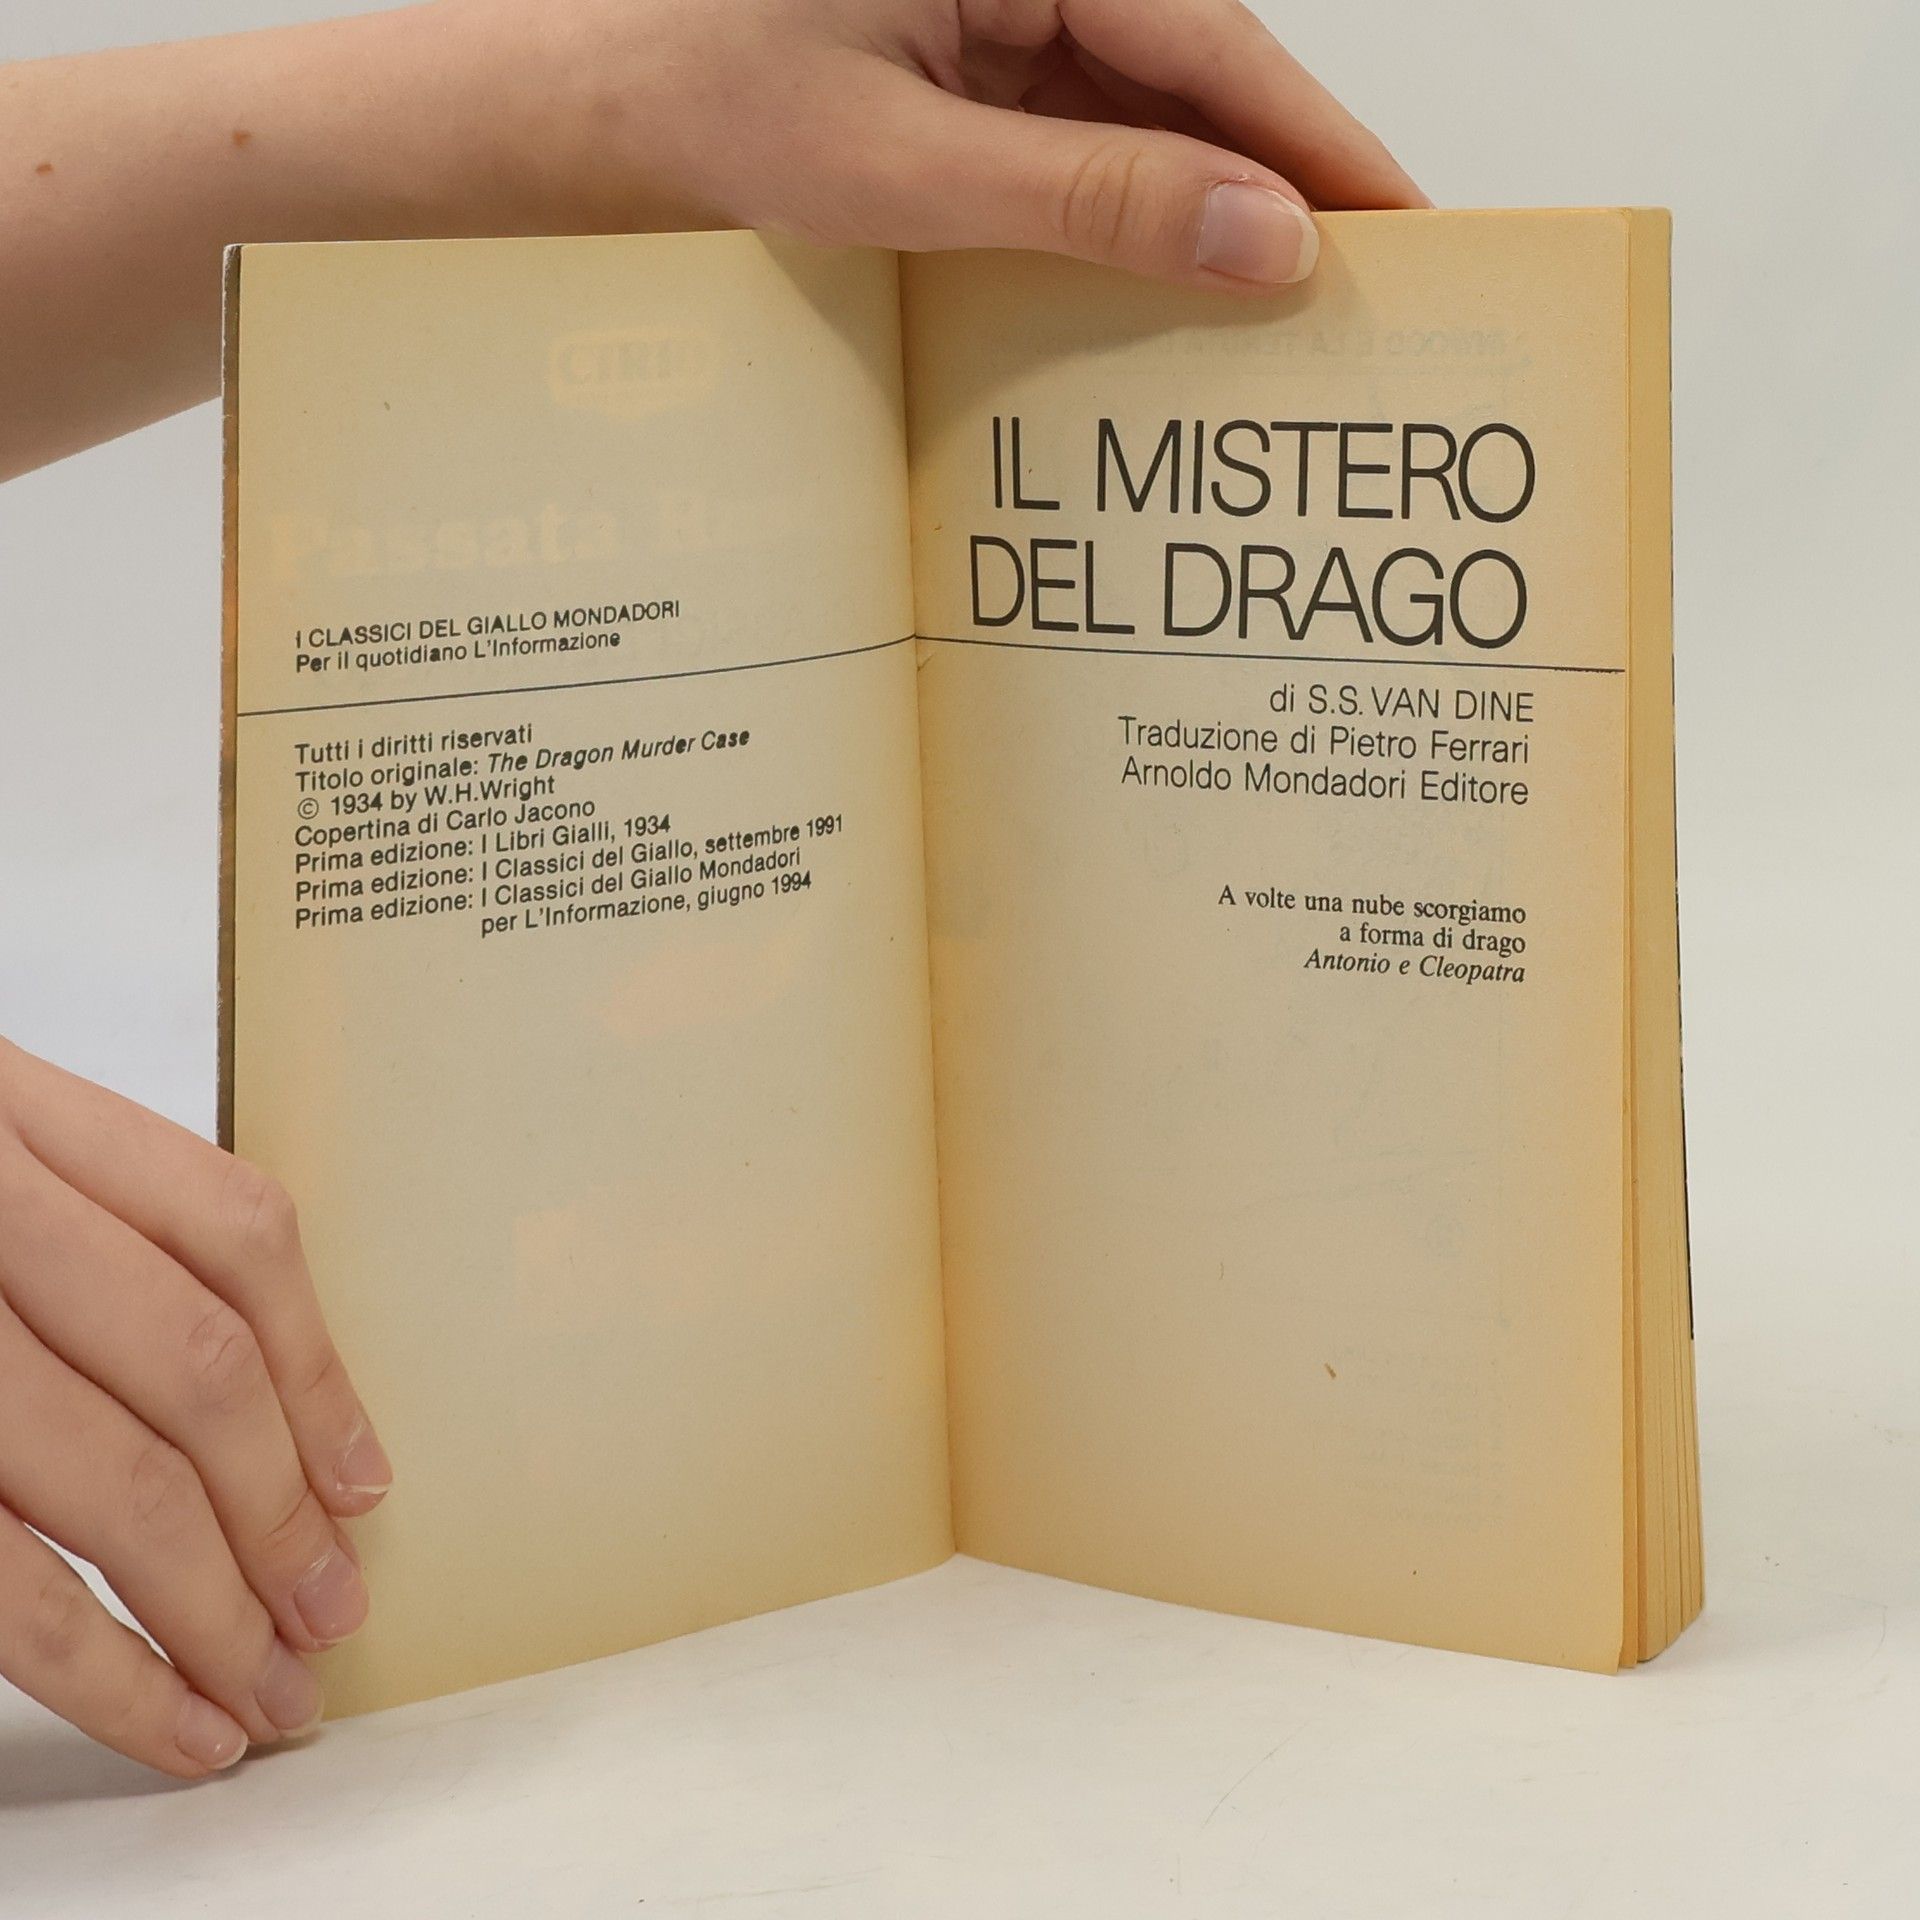 I CLASSICI DEL GIALLO MONDADORI
Per il quotidiano L'Informazione
Tutti i diritti riservati
Titolo originale: The Dragon Murder Case
© 1934 by W.H.Wright
Copertina di Carlo Jacono
Prima edizione: I Libri Gialli, 1934
Prima edizione: I Classici del Giallo, settembre 1991
Prima edizione: I Classici del Giallo Mondadori
per L'Informazione, giugno 1994
IL MISTERO
DEL DRAGO
di S.S. VAN DINE
Traduzione di Pietro Ferrari
Arnoldo Mondadori Editore
A volte una nube scorgiamo
a forma di drago
Antonio e Cleopatra